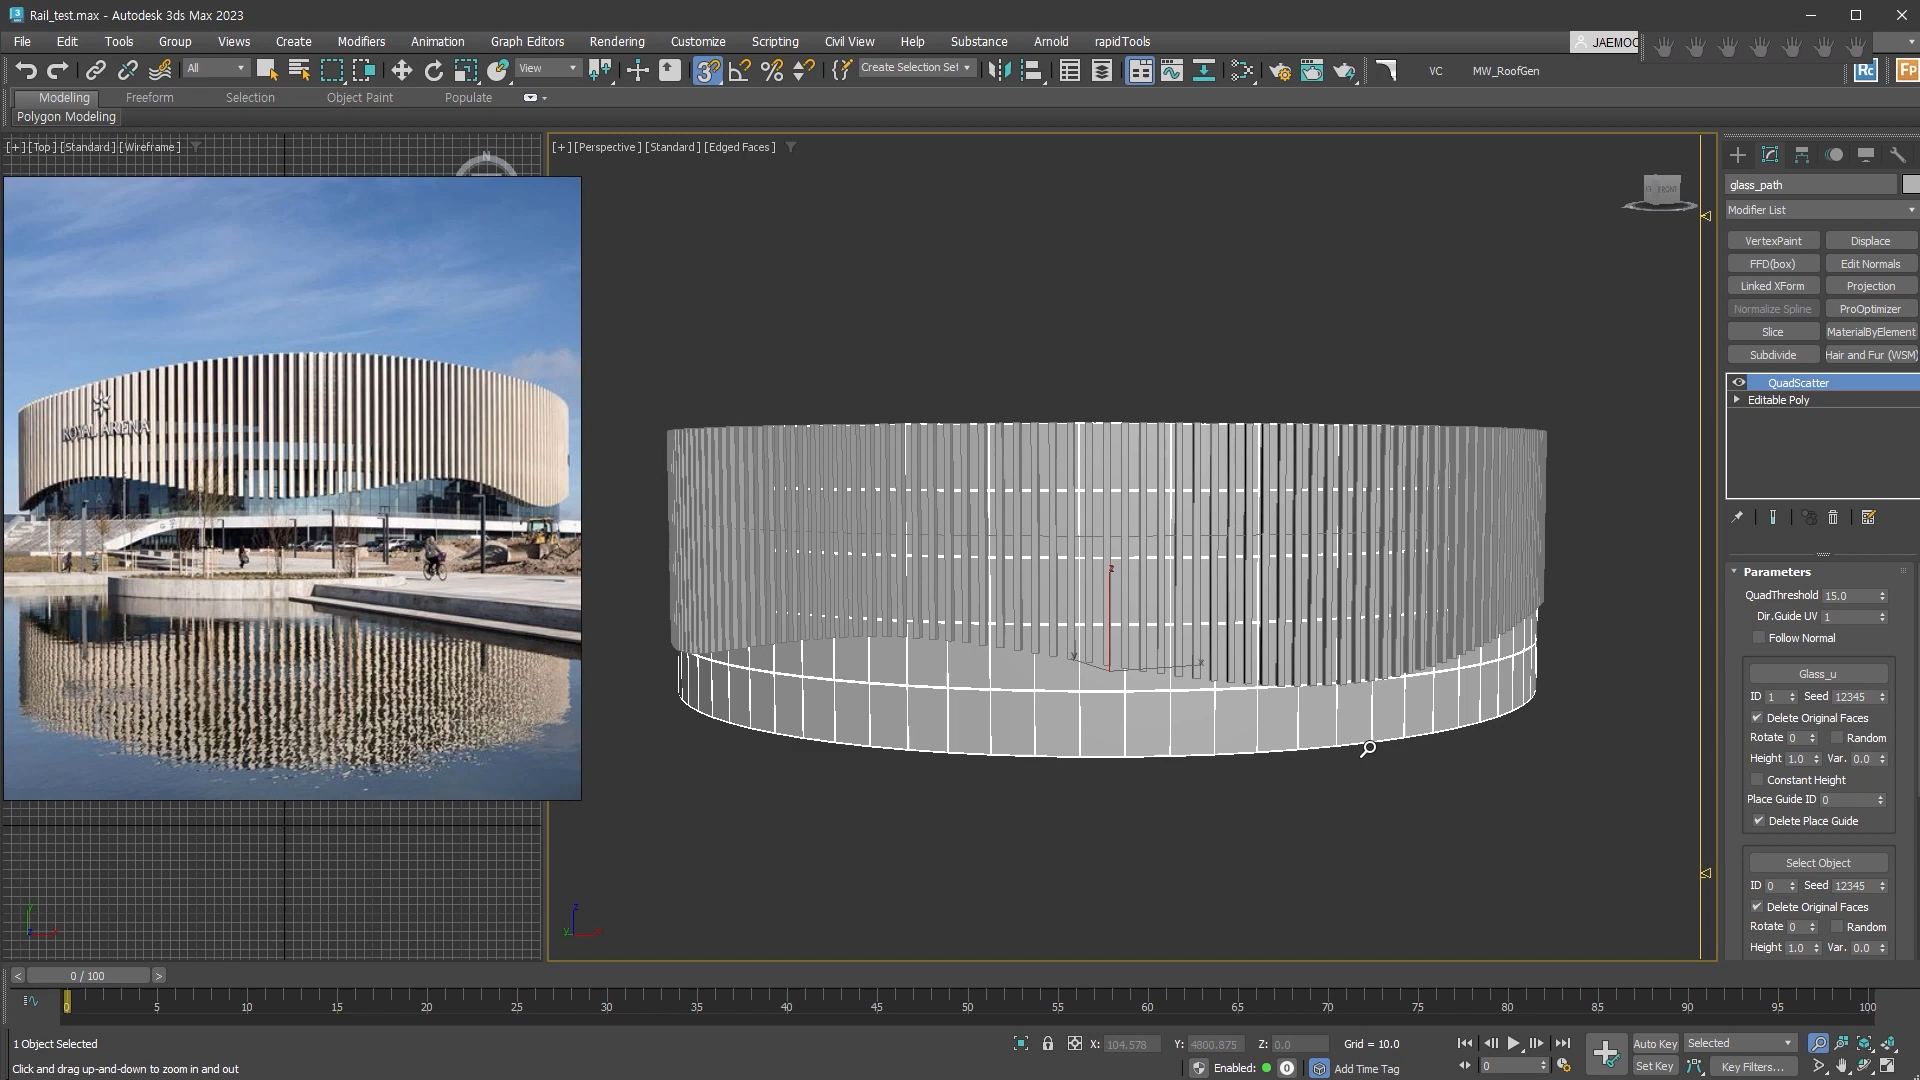 Rail_test.max - Autodesk 3ds Max 2023
File Edit Tools Group Views Create Modifiers Animation Graph Editors Rendering Customize Scripting Civil View Help Substance Arnold rapidTools
JAEMOC
All View Create Selection Set VC MW_RoofGen Rc Fp
Modeling Freeform Selection Object Paint Populate
Polygon Modeling
[+] [Top ] [Standard ] [Wireframe ]
[+] [Perspective ] [Standard ] [Edged Faces ]
N
FRONT
ROYAL ARENA
z
y x
glass_path
Modifier List
VertexPaint Displace
FFD(box) Edit Normals
Linked XForm Projection
Normalize Spline ProOptimizer
Slice MaterialByElement
Subdivide Hair and Fur (WSM)
QuadScatter
Editable Poly
Parameters
QuadThreshold 15.0
Dir.Guide UV 1
Follow Normal
Glass_u
ID 1 Seed 12345
Delete Original Faces
Rotate 0 Random
Height 1.0 Var. 0.0
Constant Height
Place Guide ID 0
Delete Place Guide
Select Object
ID 0 Seed 12345
Delete Original Faces
Rotate 0 Random
Height 1.0 Var. 0.0
0 / 100
0 5 10 15 20 25 30 35 40 45 50 55 60 65 70 75 80 85 90 95 100
1 Object Selected
X: 104.578 Y: 4800.875 Z: 0.0 Grid = 10.0
Auto Key Selected
Click and drag up-and-down to zoom in and out
Enabled: 0 Add Time Tag
0
Set Key Key Filters...